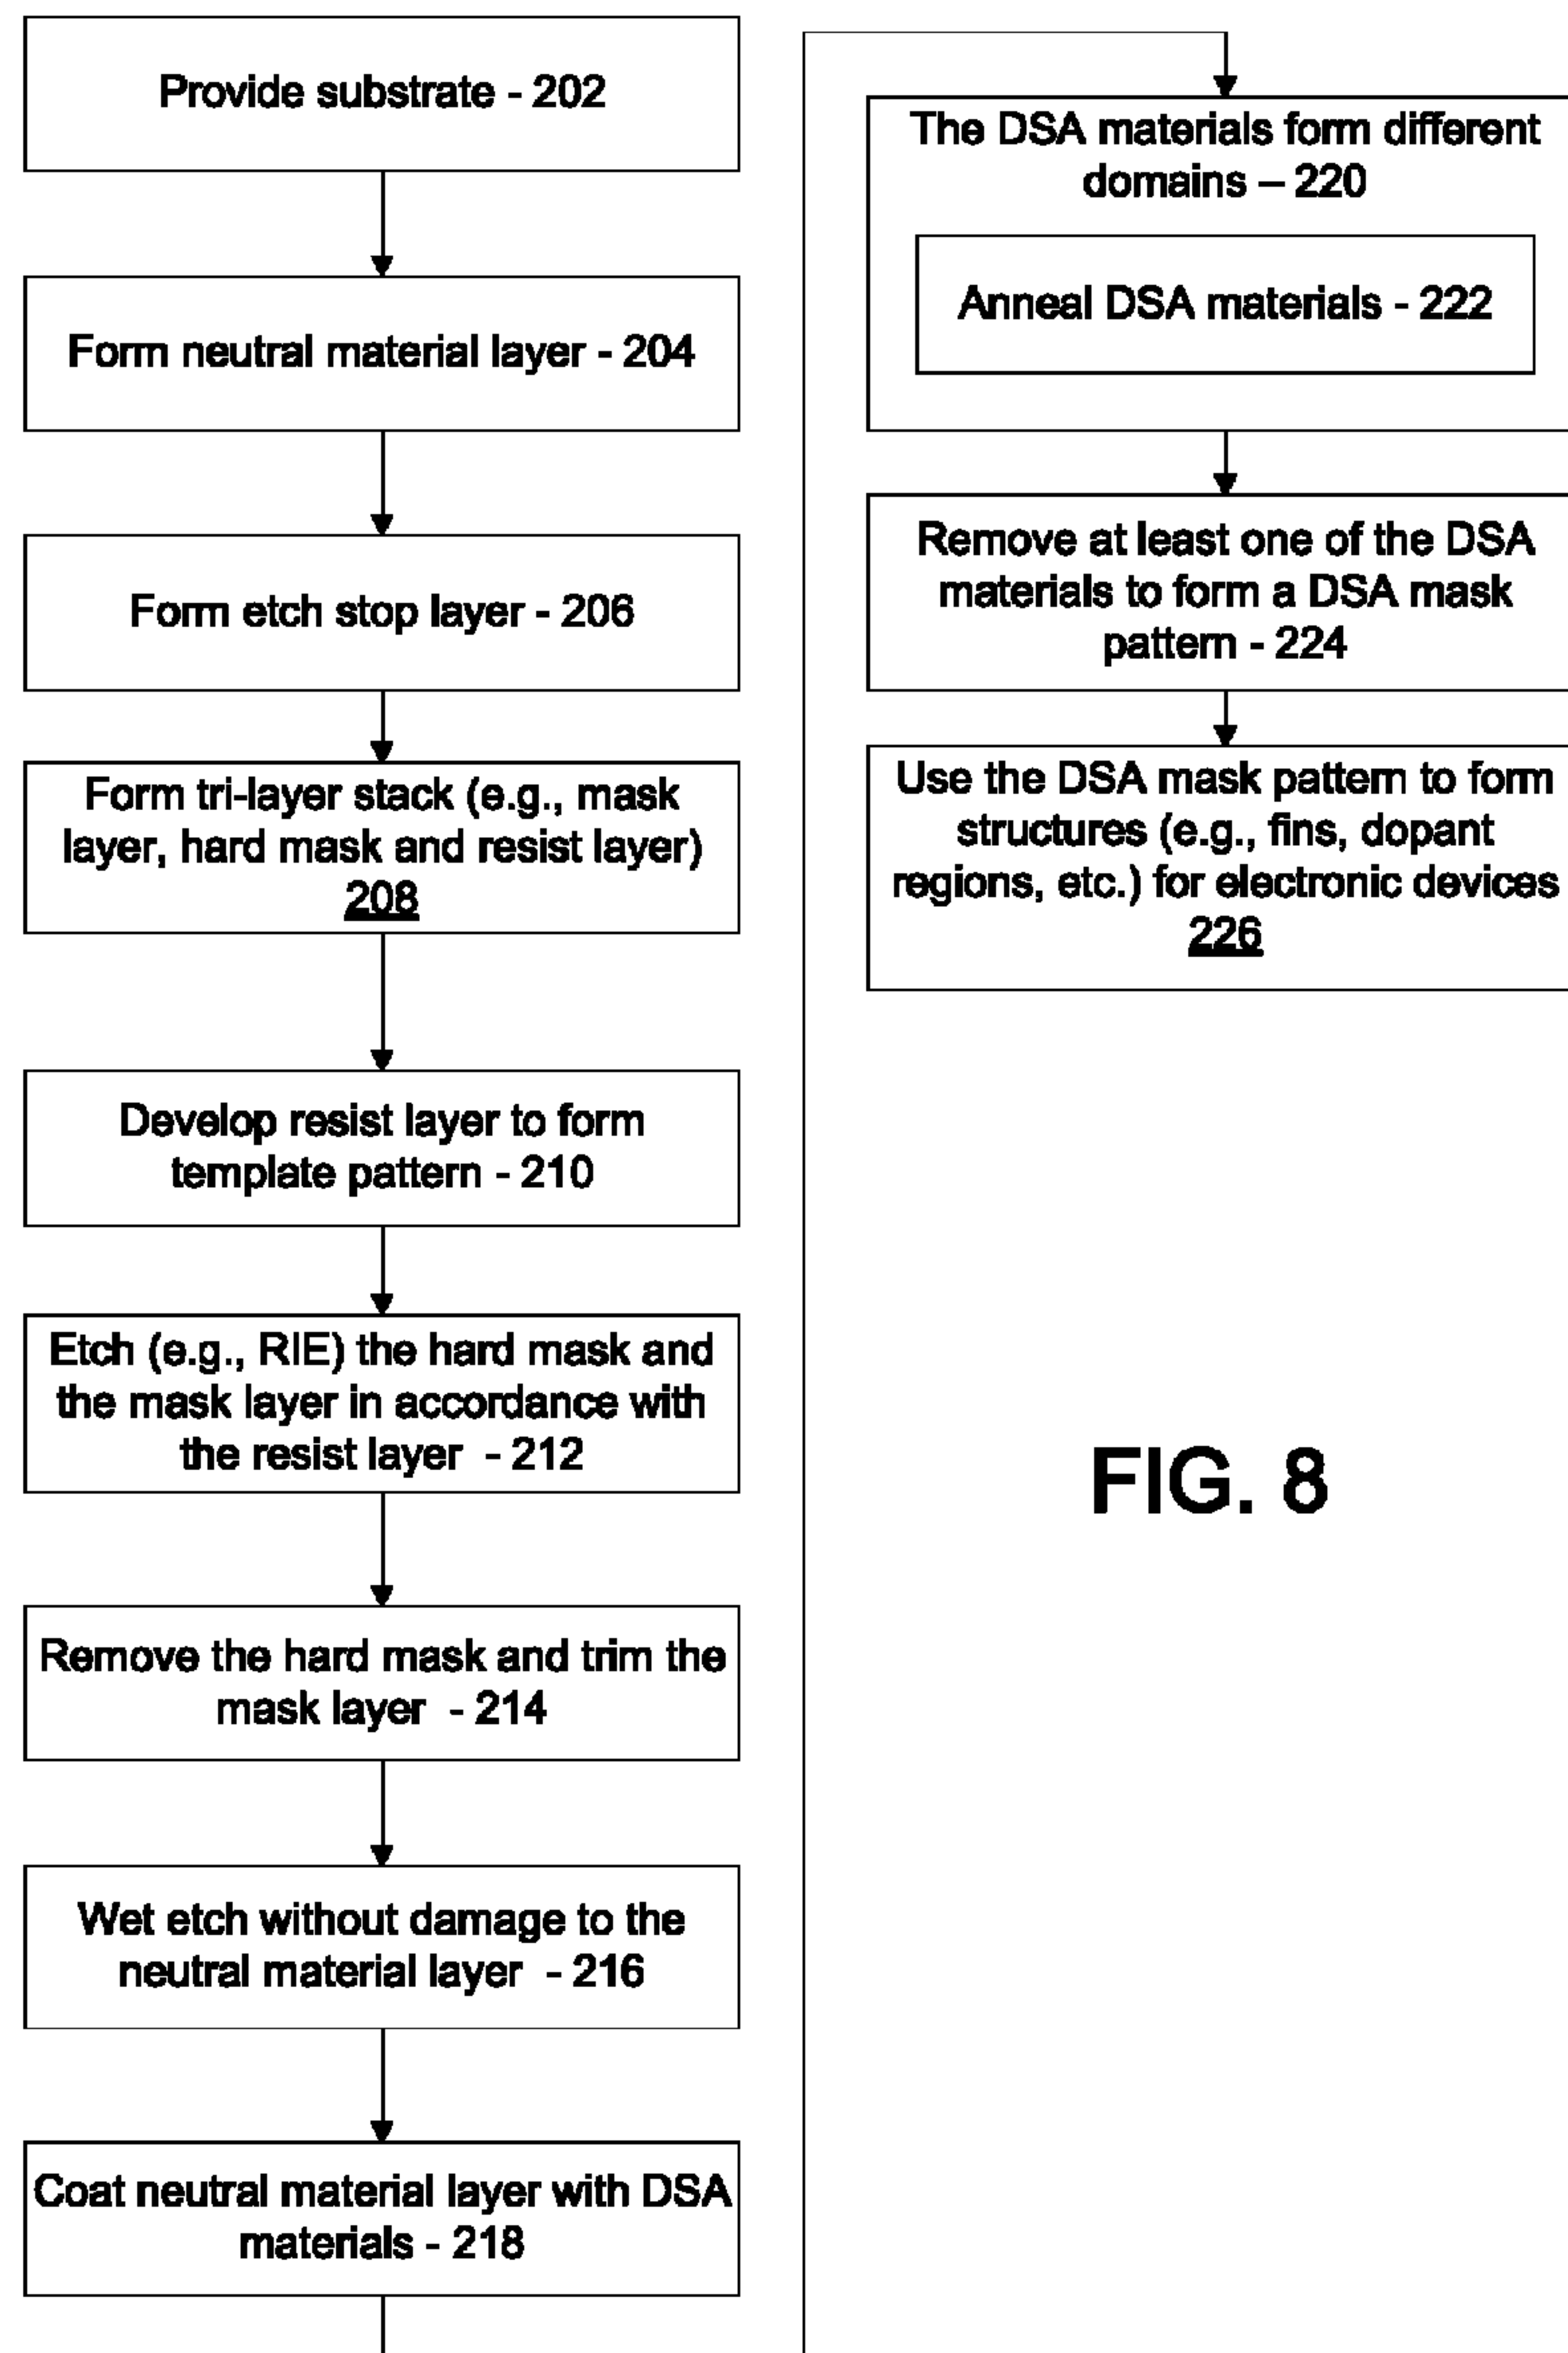 Provide substrate - 202
Form neutral material layer - 204
Form etch stop layer - 206
Form tri-layer stack (e.g., mask
layer, hard mask and resist layer)
208
Develop resist layer to form
template pattern - 210
Etch (e.g., RIE) the hard mask and
the mask layer in accordance with
the resist layer - 212
Remove the hard mask and trim the
mask layer - 214
Wet etch without damage to the
neutral material layer - 216
Coat neutral material layer with DSA
materials - 218
The DSA materials form different
domains – 220
Anneal DSA materials - 222
Remove at least one of the DSA
materials to form a DSA mask
pattern - 224
Use the DSA mask pattern to form
structures (e.g., fins, dopant
regions, etc.) for electronic devices
226
FIG. 8